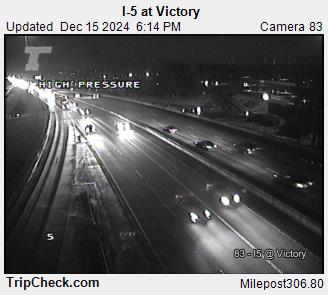 I-5 at Victory
Updated Dec 15 2024 6:14 PM Camera 83
T
HIGH PRESSURE
S
83 - I5 @ Victory
TripCheck.com Milepost306.80